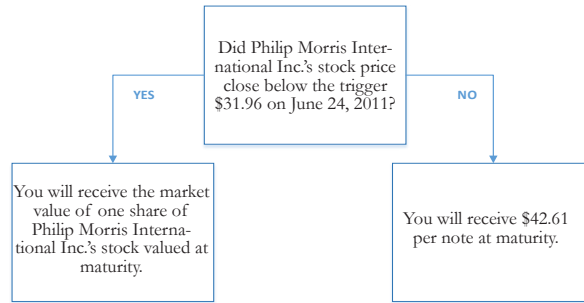 Did Philip Morris Inter-
national Inc.'s stock price
close below the trigger
$31.96 on June 24, 2011?
YES
NO
You will receive the market
value of one share of
Philip Morris Interna-
tional Inc.'s stock valued at
maturity.
You will receive $42.61
per note at maturity.